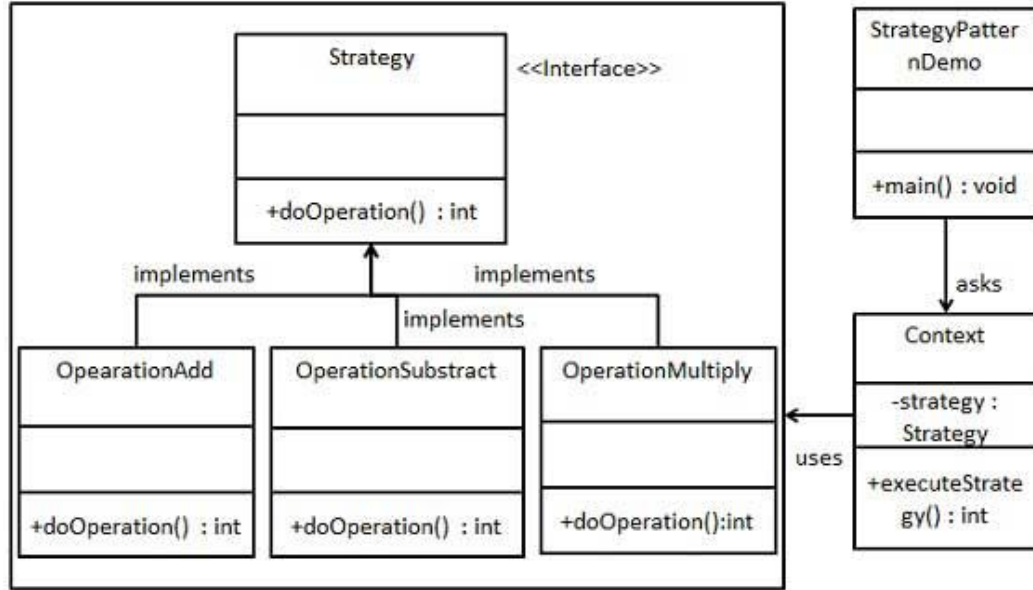 Strategy
<<Interface>>
+doOperation() : int
implements
implements
implements
OpearationAdd
+doOperation() : int
OperationSubstract
+doOperation() : int
OperationMultiply
+doOperation():int
StrategyPatter
nDemo
+main() : void
asks
Context
-strategy :
Strategy
+executeStrate
gy() : int
uses